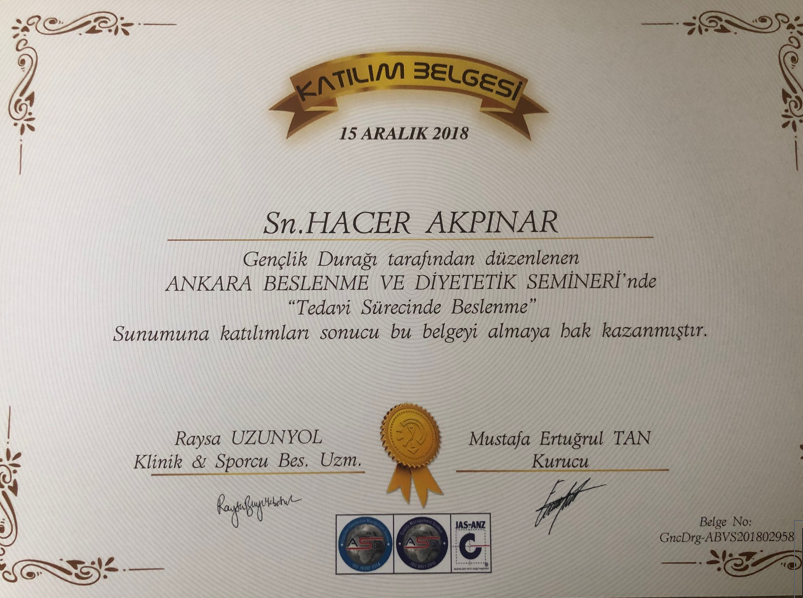 KATILIM BELGESİ
15 ARALIK 2018
Sn.HACER AKPINAR
Gençlik Durağı tarafından düzenlenen
ANKARA BESLENME VE DİYETETİK SEMİNERİ’nde
“Tedavi Sürecinde Beslenme”
Sunumuna katılımları sonucu bu belgeyi almaya hak kazanmıştır.
Raysa UZUNYOL
Klinik & Sporcu Bes. Uzm.
Mustafa Ertuğrul TAN
Kurucu
JAS-ANZ
Belge No:
GncDrg-ABVS201802958